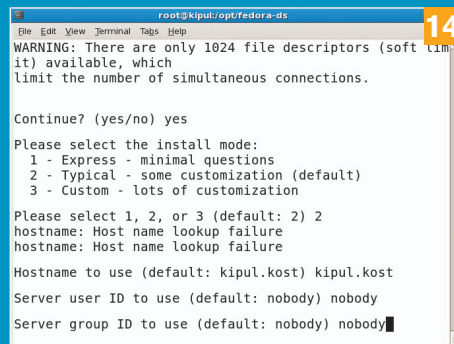 root@kipul:/opt/fedora-ds
14
File Edit View Terminal Tabs Help
WARNING: There are only 1024 file descriptors (soft lim
it) available, which
limit the number of simultaneous connections.
Continue? (yes/no) yes
Please select the install mode:
1 - Express - minimal questions
2 - Typical - some customization (default)
3 - Custom - lots of customization
Please select 1, 2, or 3 (default: 2) 2
hostname: Host name lookup failure
hostname: Host name lookup failure
Hostname to use (default: kipul.kost) kipul.kost
Server user ID to use (default: nobody) nobody
Server group ID to use (default: nobody) nobody